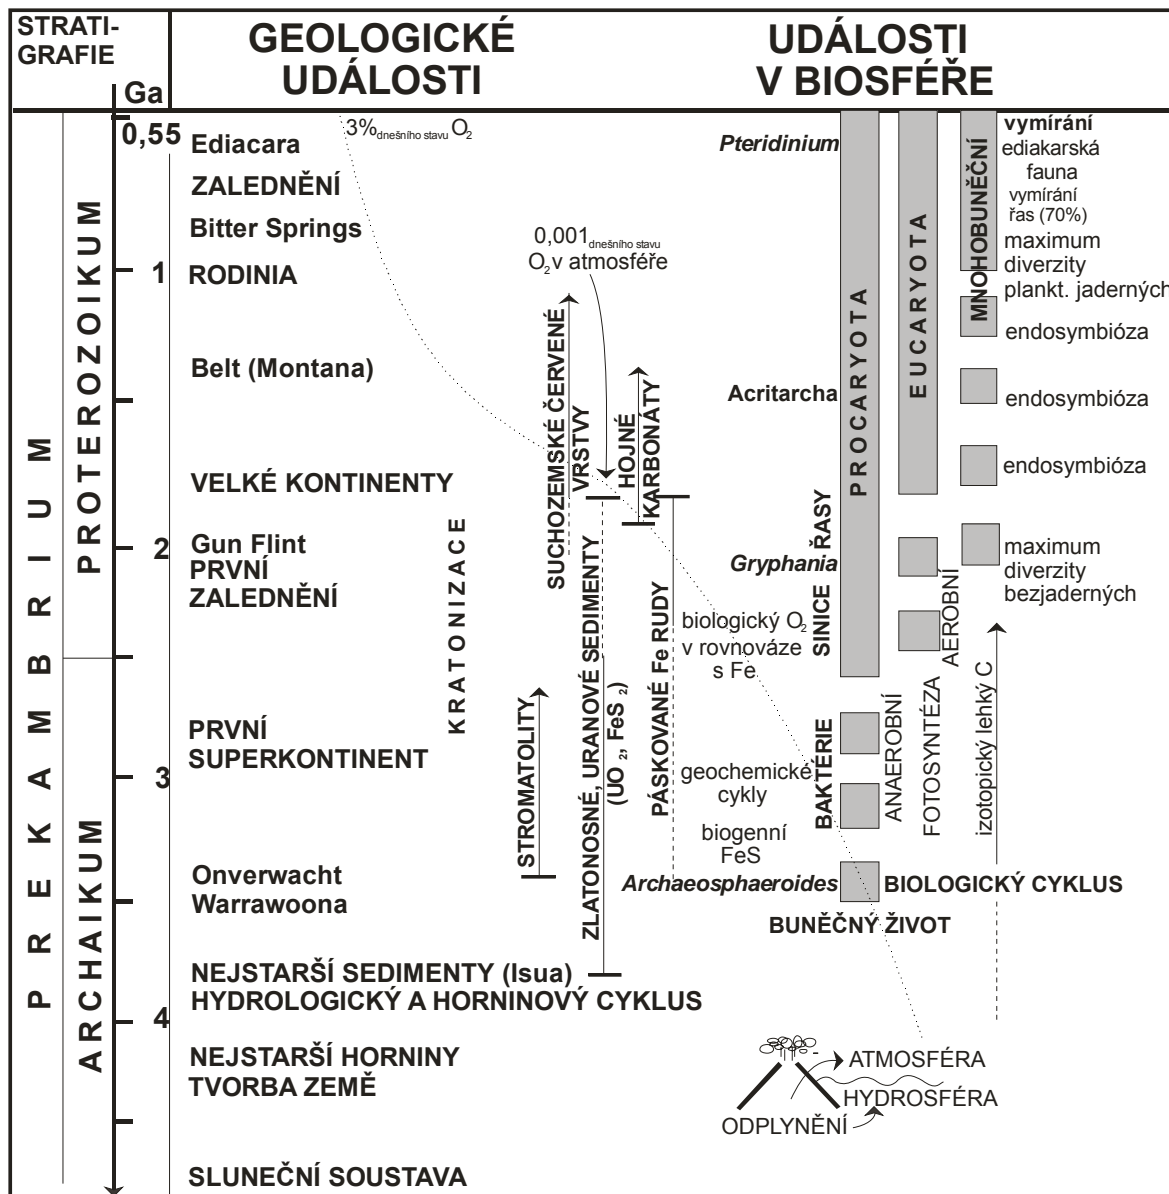 STRATI-
GRAFIE
Ga
GEOLOGICKÉ
UDÁLOSTI
UDÁLOSTI
V BIOSFÉŘE
PREKAMBRIUM
PROTEROZOIKUM
ARCHAIKUM
0,55
1
2
3
4
3% dnešního stavu O2
Ediacara
ZALEDNĚNÍ
Bitter Springs
RODINIA
Belt (Montana)
VELKÉ KONTINENTY
Gun Flint
PRVNÍ
ZALEDNĚNÍ
PRVNÍ
SUPERKONTINENT
Onverwacht
Warrawoona
NEJSTARŠÍ SEDIMENTY (Isua)
HYDROLOGICKÝ A HORNINOVÝ CYKLUS
NEJSTARŠÍ HORNINY
TVORBA ZEMĚ
SLUNEČNÍ SOUSTAVA
KRATONIZACE
0,001 dnešního stavu
O2 v atmosféře
STROMATOLITY
SUCHOZEMSKÉ ČERVENÉ
VRSTVY
ZLATONOSNÉ, URANOVÉ SEDIMENTY
(UO2, FeS2)
HOJNÉ
KARBONÁTY
PÁSKOVANÉ Fe RUDY
Pteridinium
Acritarcha
Gryphania
biologický O2
v rovnováze
s Fe
geochemické
cykly
biogenní
FeS
Archaeosphaeroides
BUNĚČNÝ ŽIVOT
BIOLOGICKÝ CYKLUS
BAKTÉRIE
SINICE
ŘASY
PROCARYOTA
EUCARYOTA
MNOHOBUNĚČNÍ
ANAEROBNÍ
FOTOSYNTÉZA
AEROBNÍ
izotopický lehký C
vymírání
ediakarská
fauna
vymírání
řas (70%)
maximum
diverzity
plankt. jaderných
endosymbióza
endosymbióza
endosymbióza
maximum
diverzity
bezjaderných
ATMOSFÉRA
HYDROSFÉRA
ODPLYNĚNÍ